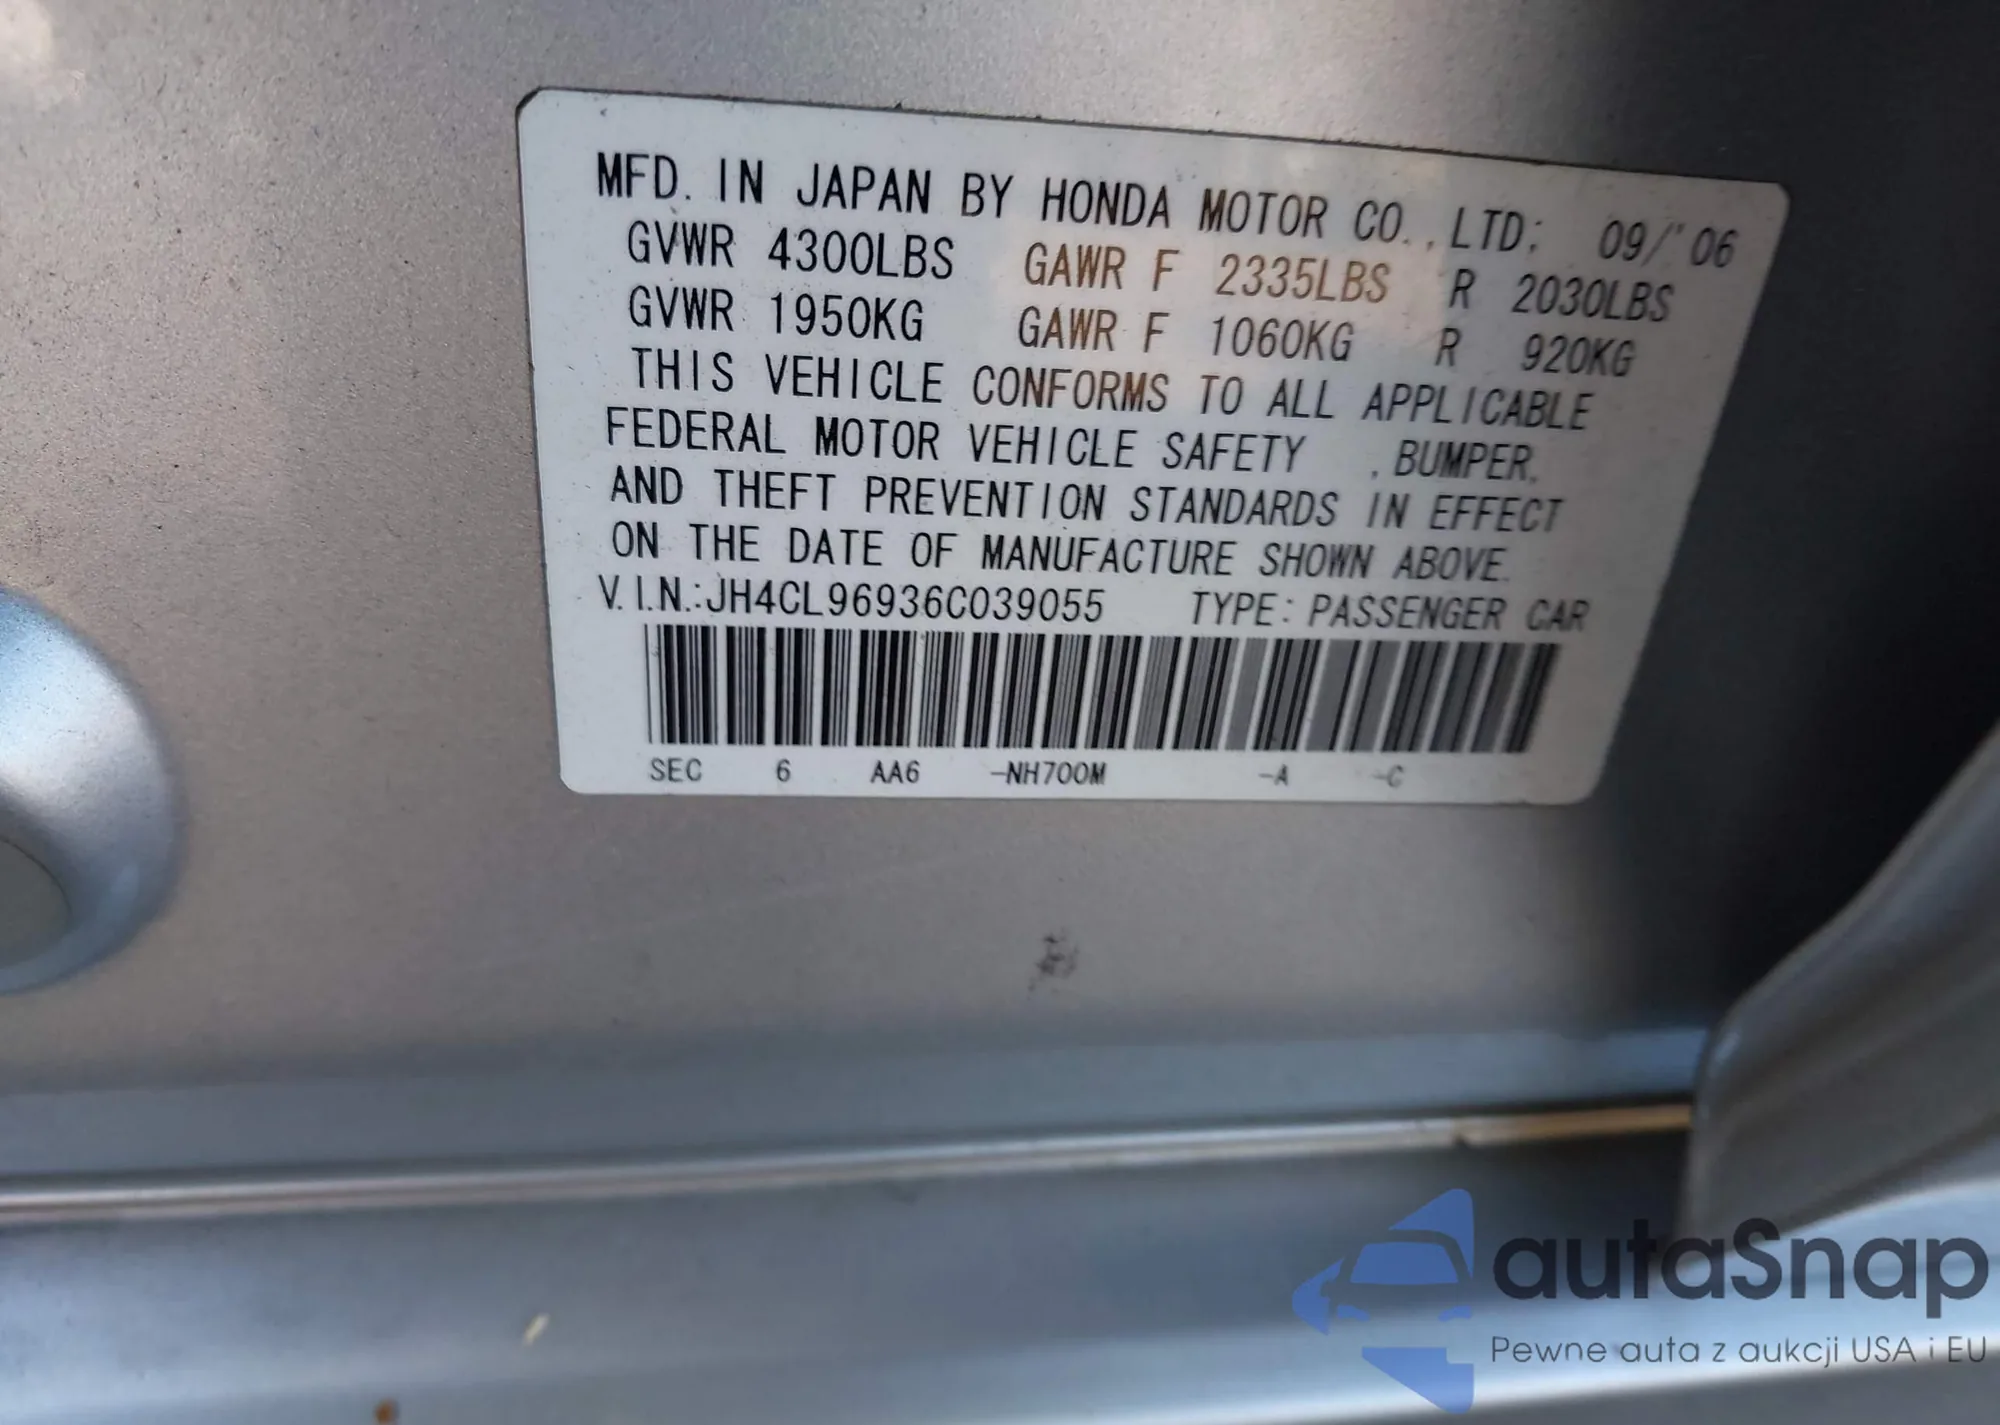 MFD. IN JAPAN BY HONDA MOTOR CO., LTD; 09/'06
GVWR 4300LBS GAWR F 2335LBS R 2030LBS
GVWR 1950KG GAWR F 1060KG R 920KG
THIS VEHICLE CONFORMS TO ALL APPLICABLE
FEDERAL MOTOR VEHICLE SAFETY , BUMPER,
AND THEFT PREVENTION STANDARDS IN EFFECT
ON THE DATE OF MANUFACTURE SHOWN ABOVE.
V.I.N.:JH4CL96936C039055 TYPE: PASSENGER CAR
SEC 6 AA6 -NH700M -A -C
autaSnap
Pewne auta z aukcji USA i EU